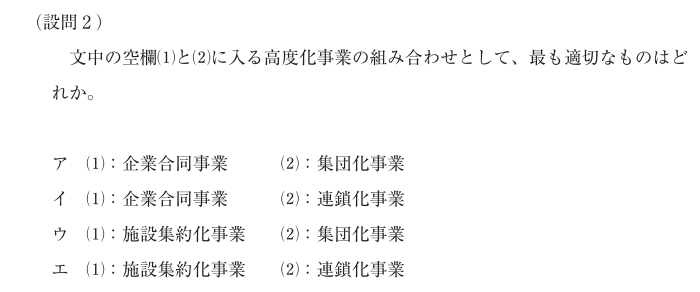 （設問２）
文中の空欄⑴と⑵に入る高度化事業の組み合わせとして、最も適切なものはど
れか。
ア ⑴：企業合同事業 ⑵：集団化事業
イ ⑴：企業合同事業 ⑵：連鎖化事業
ウ ⑴：施設集約化事業 ⑵：集団化事業
エ ⑴：施設集約化事業 ⑵：連鎖化事業